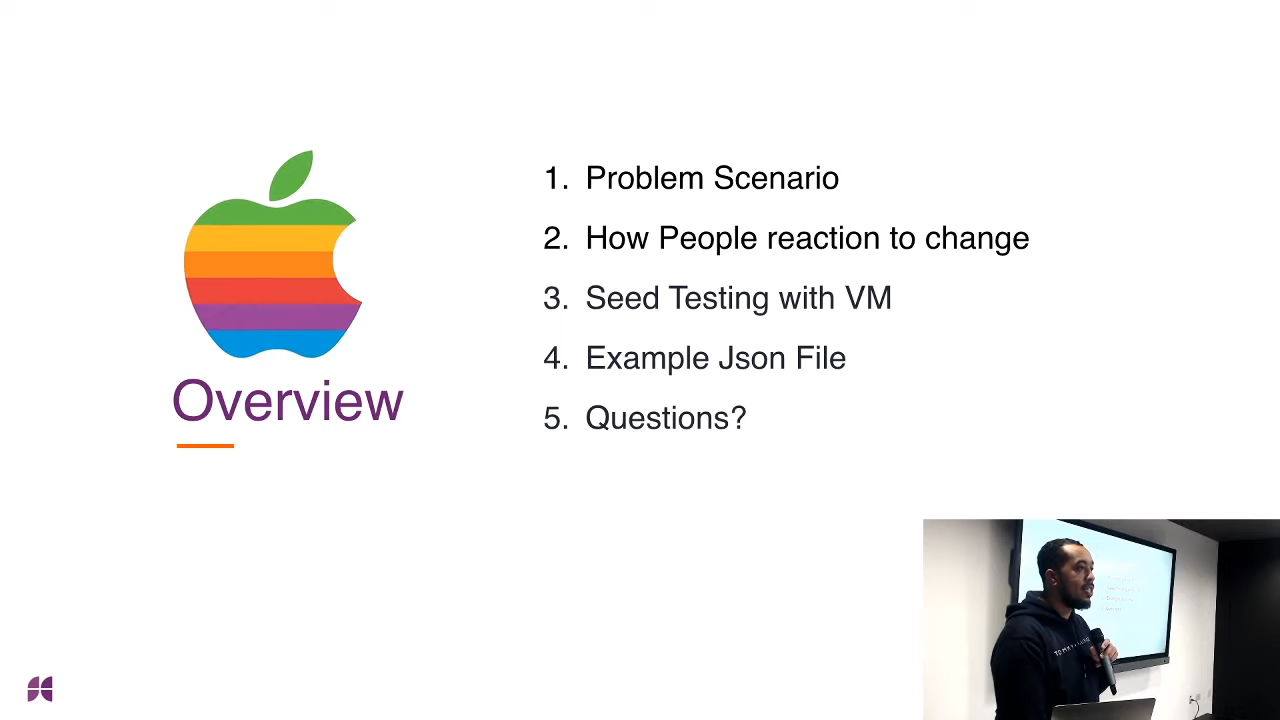 Overview
1. Problem Scenario
2. How People reaction to change
3. Seed Testing with VM
4. Example Json File
5. Questions?